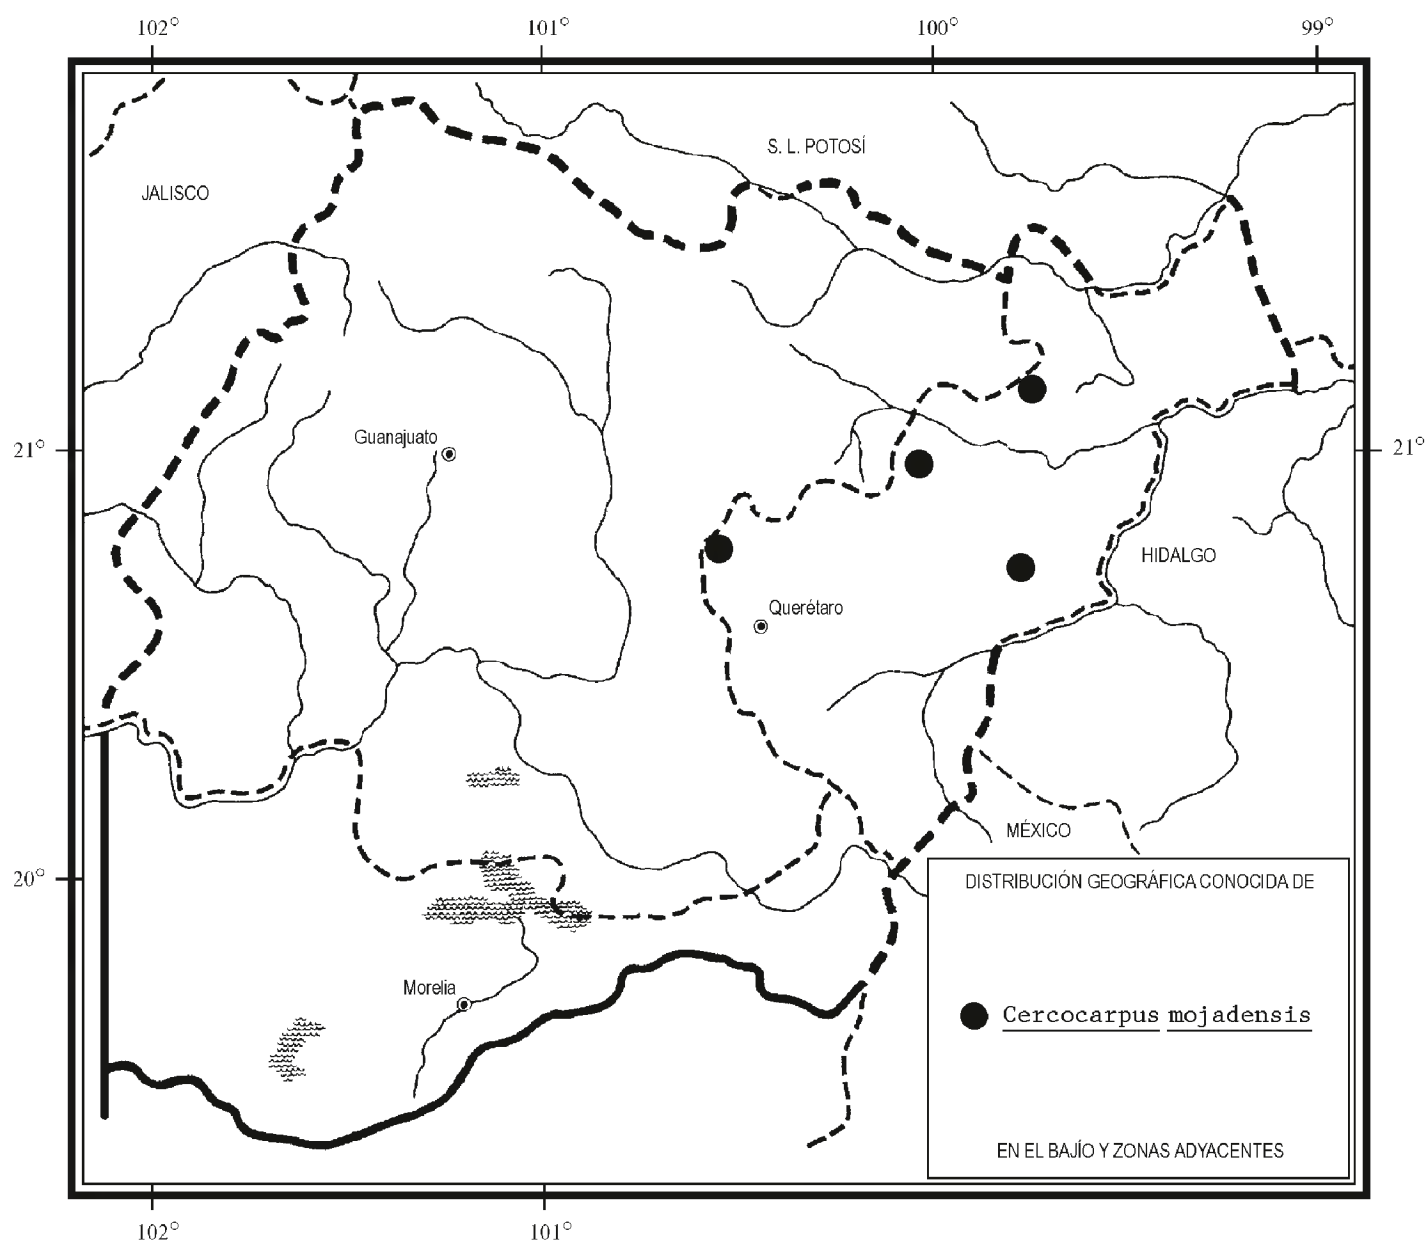 102° 101° 100° 99°
S. L. POTOSÍ
JALISCO
Guanajuato
21° 21°
HIDALGO
Querétaro
MÉXICO
20°
DISTRIBUCIÓN GEOGRÁFICA CONOCIDA DE
Morelia
Cercocarpus mojadensis
EN EL BAJÍO Y ZONAS ADYACENTES
102° 101°